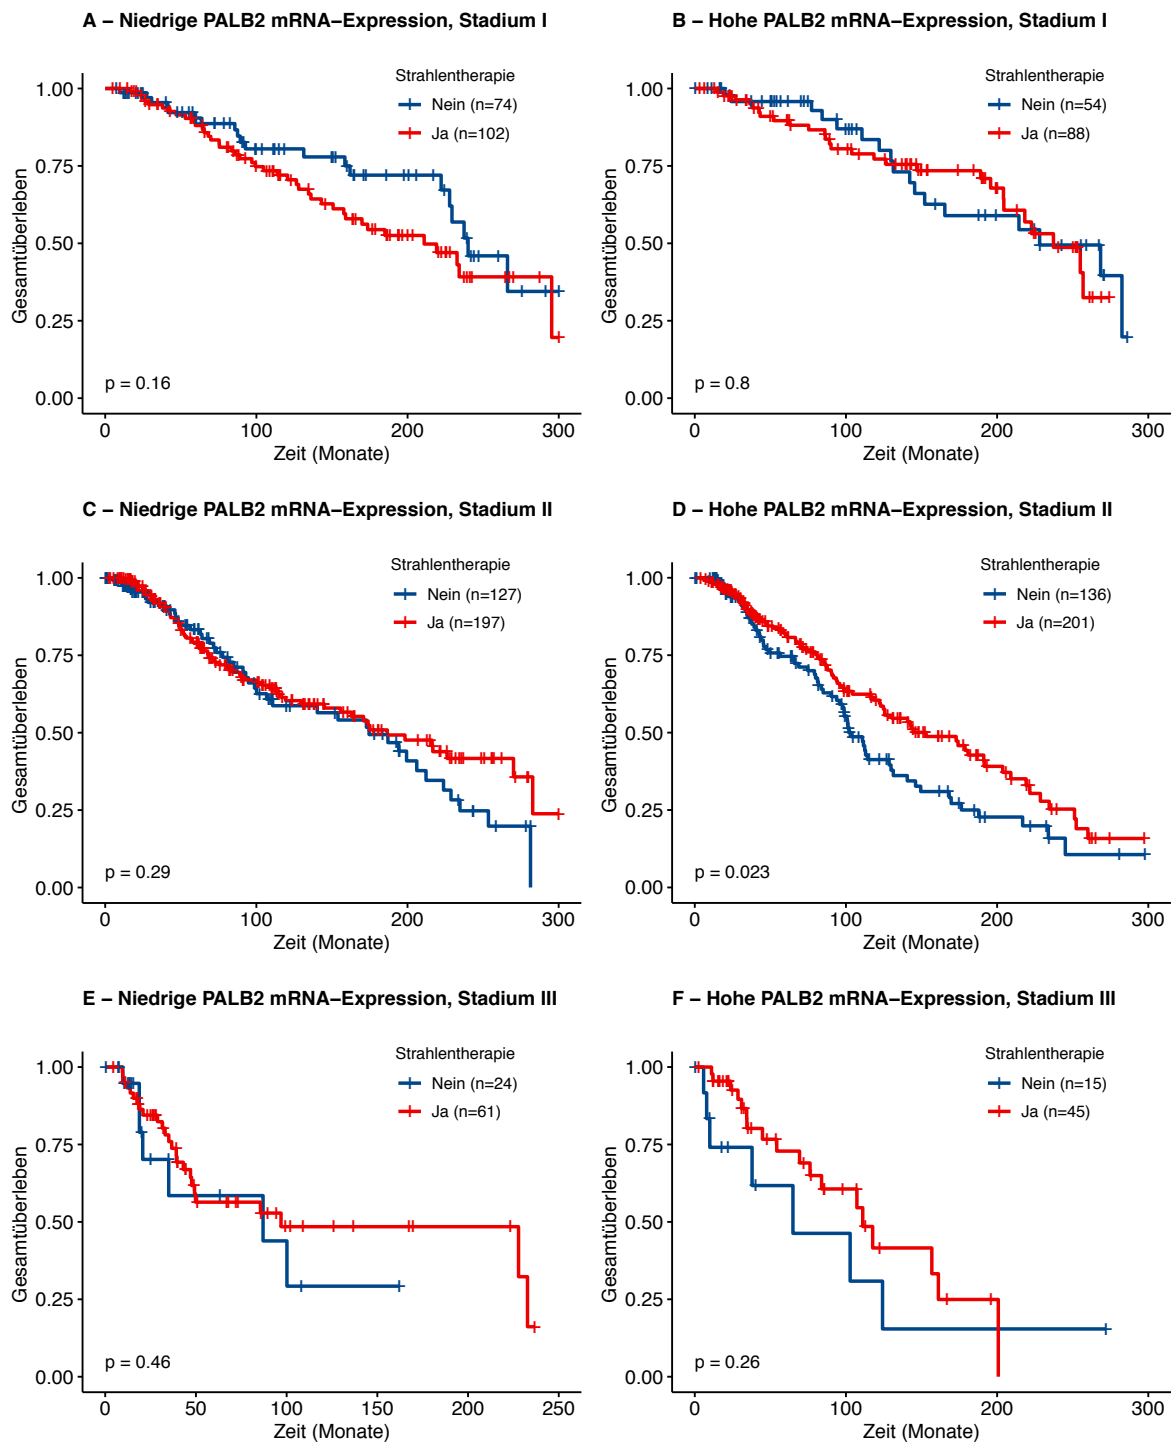 A – Niedrige PALB2 mRNA–Expression, Stadium I
Strahlentherapie
Nein (n=74)
Ja (n=102)
1.00
0.75
0.50
0.25
0.00
Gesamtüberleben
p = 0.16
0 100 200 300
Zeit (Monate)
B – Hohe PALB2 mRNA–Expression, Stadium I
Strahlentherapie
Nein (n=54)
Ja (n=88)
1.00
0.75
0.50
0.25
0.00
Gesamtüberleben
p = 0.8
0 100 200 300
Zeit (Monate)
C – Niedrige PALB2 mRNA–Expression, Stadium II
Strahlentherapie
Nein (n=127)
Ja (n=197)
1.00
0.75
0.50
0.25
0.00
Gesamtüberleben
p = 0.29
0 100 200 300
Zeit (Monate)
D – Hohe PALB2 mRNA–Expression, Stadium II
Strahlentherapie
Nein (n=136)
Ja (n=201)
1.00
0.75
0.50
0.25
0.00
Gesamtüberleben
p = 0.023
0 100 200 300
Zeit (Monate)
E – Niedrige PALB2 mRNA–Expression, Stadium III
Strahlentherapie
Nein (n=24)
Ja (n=61)
1.00
0.75
0.50
0.25
0.00
Gesamtüberleben
p = 0.46
0 50 100 150 200 250
Zeit (Monate)
F – Hohe PALB2 mRNA–Expression, Stadium III
Strahlentherapie
Nein (n=15)
Ja (n=45)
1.00
0.75
0.50
0.25
0.00
Gesamtüberleben
p = 0.26
0 100 200 300
Zeit (Monate)